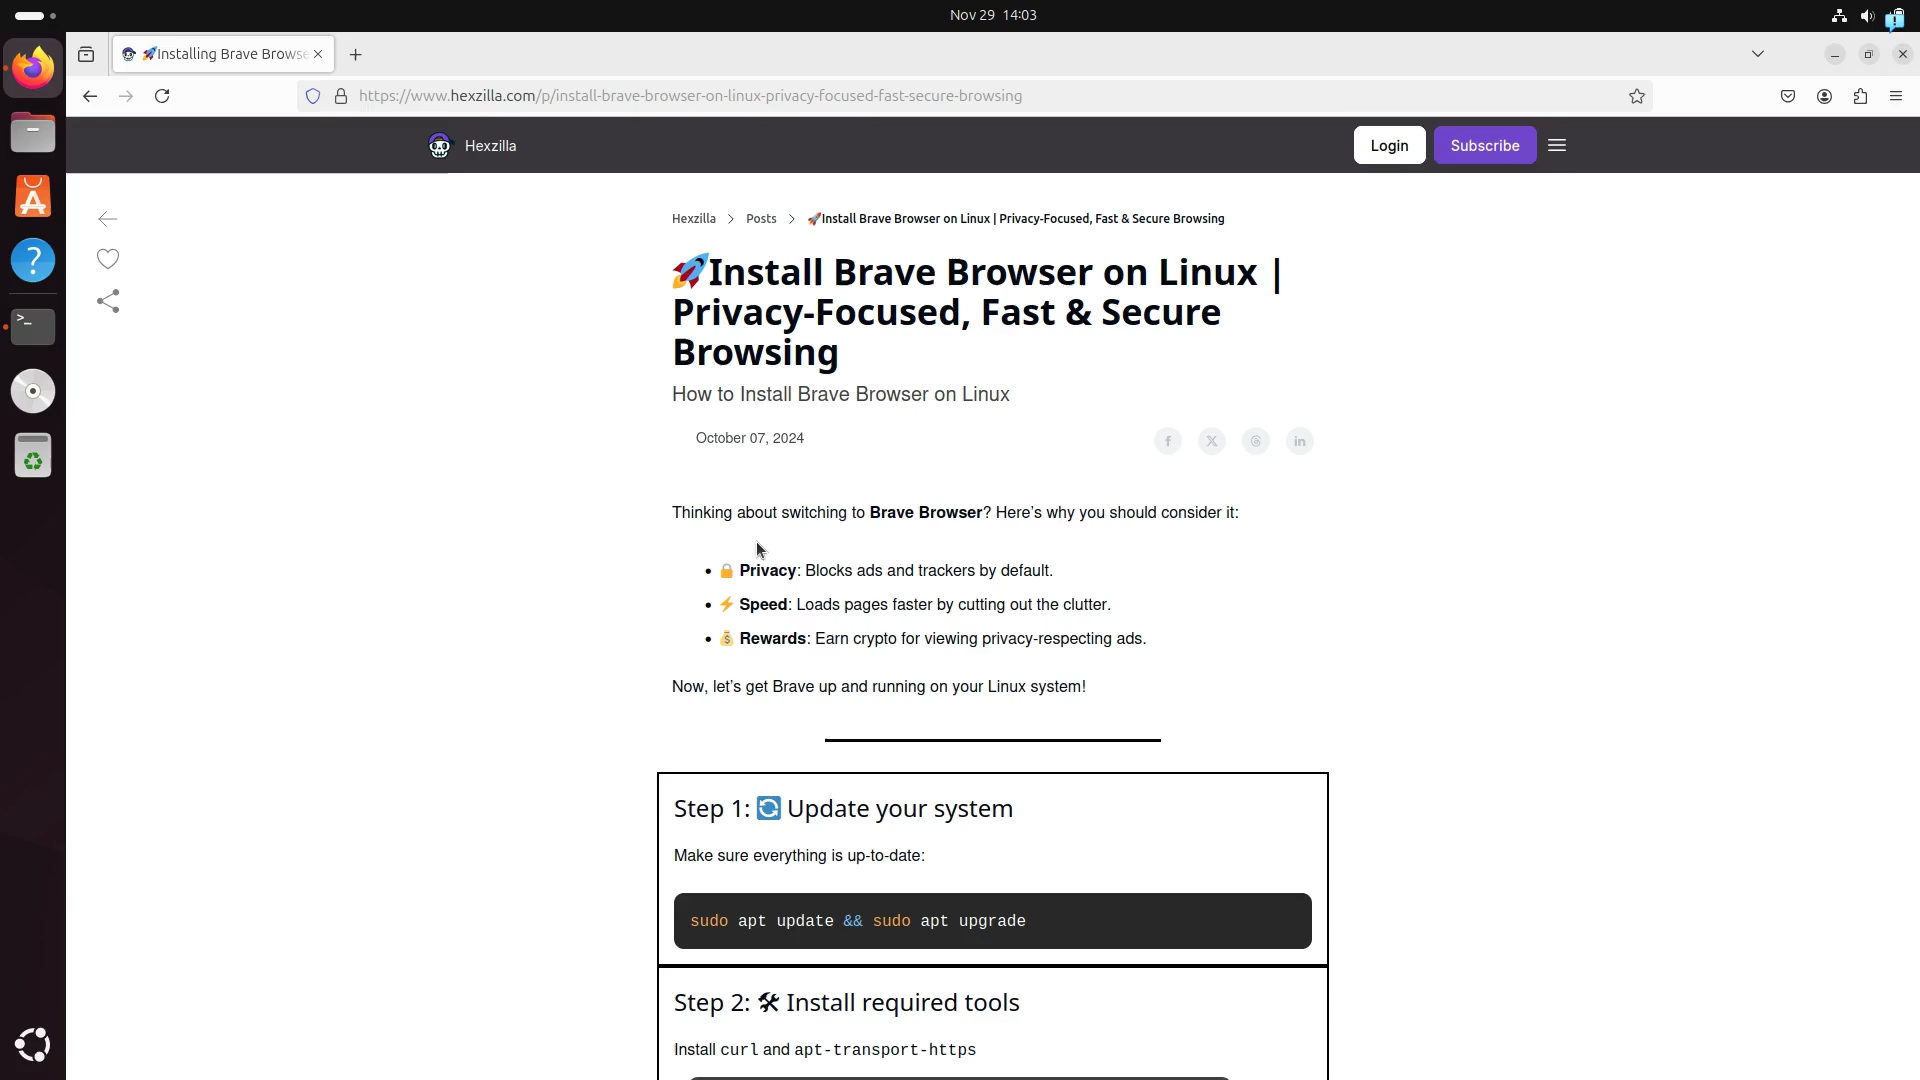 Nov 29 14:03
🚀Installing Brave Browse
https://www.hexzilla.com/p/install-brave-browser-on-linux-privacy-focused-fast-secure-browsing
Hexzilla
Login
Subscribe
Hexzilla > Posts > 🚀Install Brave Browser on Linux | Privacy-Focused, Fast & Secure Browsing
🚀Install Brave Browser on Linux |
Privacy-Focused, Fast & Secure
Browsing
How to Install Brave Browser on Linux
October 07, 2024
Thinking about switching to Brave Browser? Here’s why you should consider it:
• 🔒 Privacy: Blocks ads and trackers by default.
• ⚡ Speed: Loads pages faster by cutting out the clutter.
• 💰 Rewards: Earn crypto for viewing privacy-respecting ads.
Now, let’s get Brave up and running on your Linux system!
Step 1: 🔄 Update your system
Make sure everything is up-to-date:
sudo apt update && sudo apt upgrade
Step 2: 🛠 Install required tools
Install curl and apt-transport-https